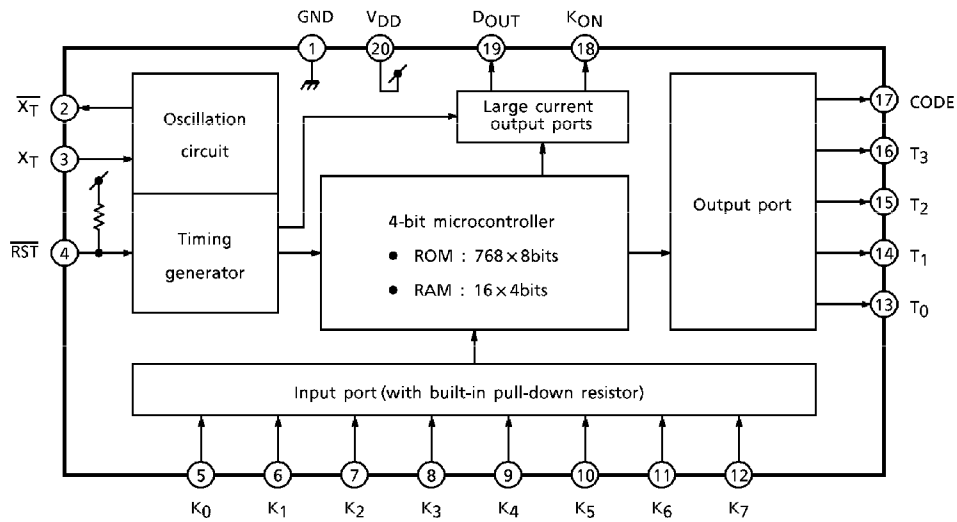 GND VDD DOUT KON
1 20 19 18
XT 2
Oscillation
circuit
Large current
output ports
17 CODE
XT 3
16 T3
4-bit microcontroller
● ROM : 768×8bits
● RAM : 16×4bits
Output port
15 T2
RST 4
Timing
generator
14 T1
13 T0
Input port (with built-in pull-down resistor)
5 6 7 8 9 10 11 12
K0 K1 K2 K3 K4 K5 K6 K7